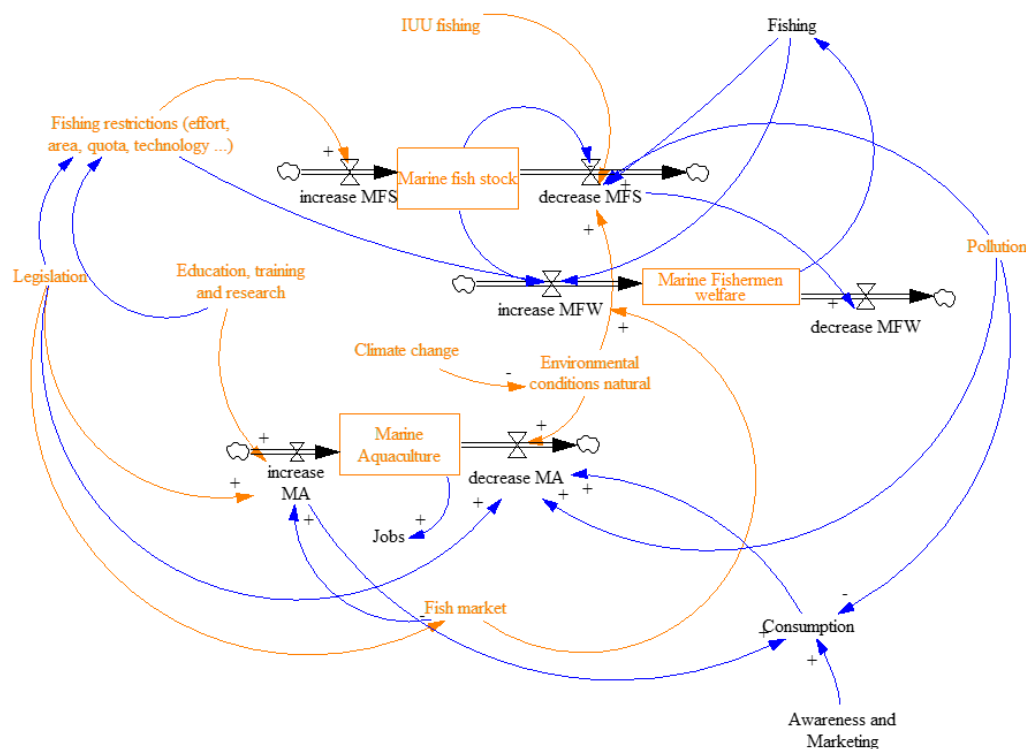 IUU fishing
Fishing
Fishing restrictions (effort,
area, quota, technology ...)
+
-
Marine fish stock
increase MFS
decrease MFS
+
+
Legislation
Education, training
and research
Pollution
Marine Fishermen
welfare
increase MFW
+
decrease MFW
+
Climate change
-
Environmental
conditions natural
Marine
Aquaculture
+
+
increase
MA
decrease MA
+
+
+
+
+
+
Jobs
-
Fish market
-
+
Consumption
+
Awareness and
Marketing